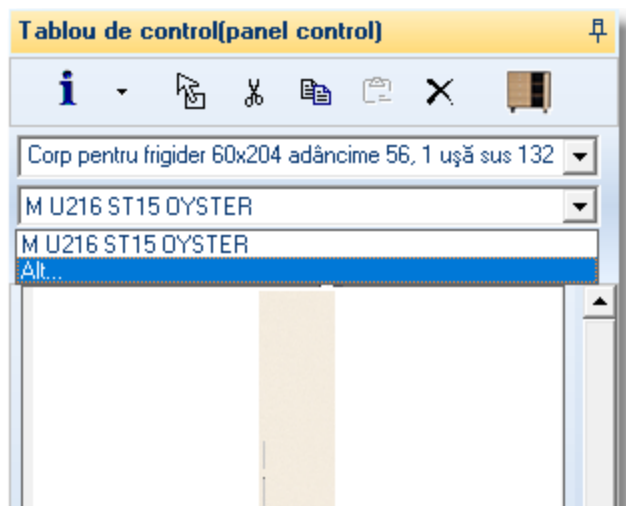 Tablou de control(panel control)
i
Corp pentru frigider 60x204 adâncime 56, 1 uşă sus 132
M U216 ST15 OYSTER
M U216 ST15 OYSTER
Alt...